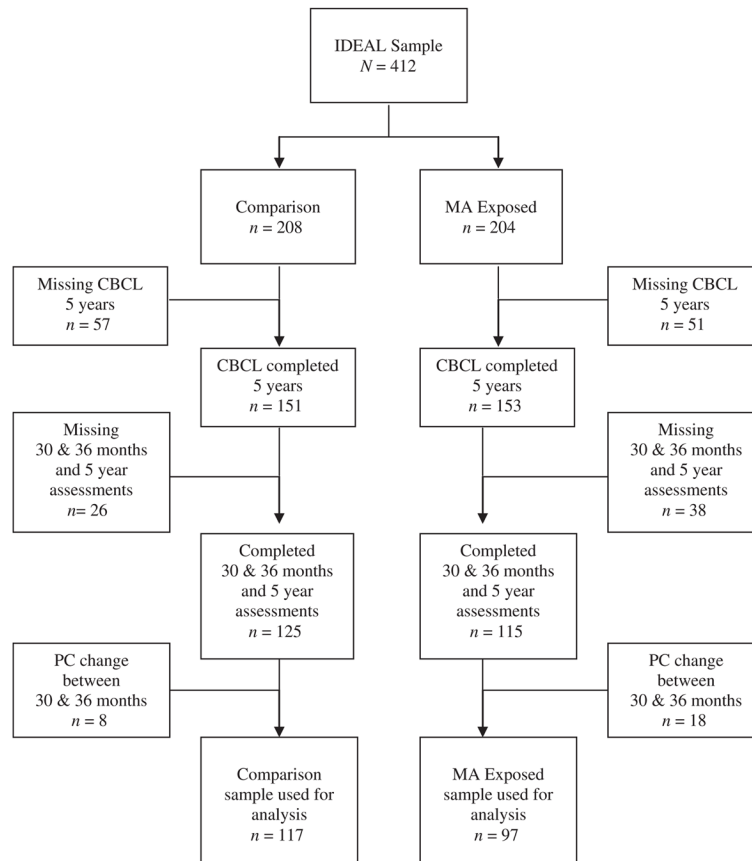 IDEAL Sample
N = 412
Comparison
n = 208
MA Exposed
n = 204
Missing CBCL
5 years
n = 57
Missing CBCL
5 years
n = 51
CBCL completed
5 years
n = 151
CBCL completed
5 years
n = 153
Missing
30 & 36 months
and 5 year
assessments
n= 26
Missing
30 & 36 months
and 5 year
assessments
n = 38
Completed
30 & 36 months
and 5 year
assessments
n = 125
Completed
30 & 36 months
and 5 year
assessments
n = 115
PC change
between
30 & 36 months
n = 8
PC change
between
30 & 36 months
n = 18
Comparison
sample used for
analysis
n = 117
MA Exposed
sample used for
analysis
n = 97